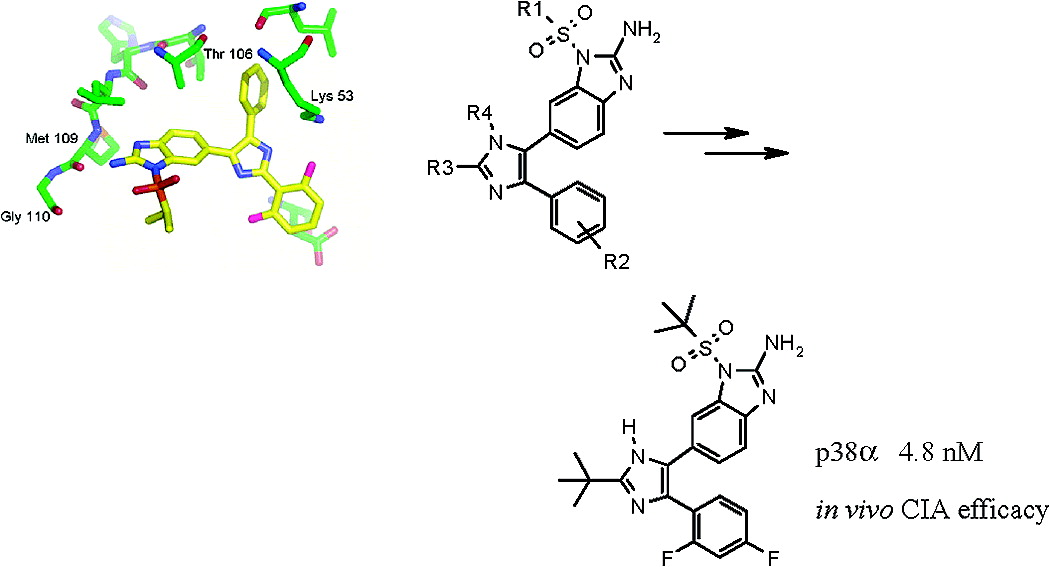 Thr 106
Lys 53
Met 109
Gly 110
R1
O
S
O
N
NH2
N
R4
N
R3
N
R2
O
S
O
N
NH2
N
H
N
N
F
F
p38α 4.8 nM
in vivo CIA efficacy